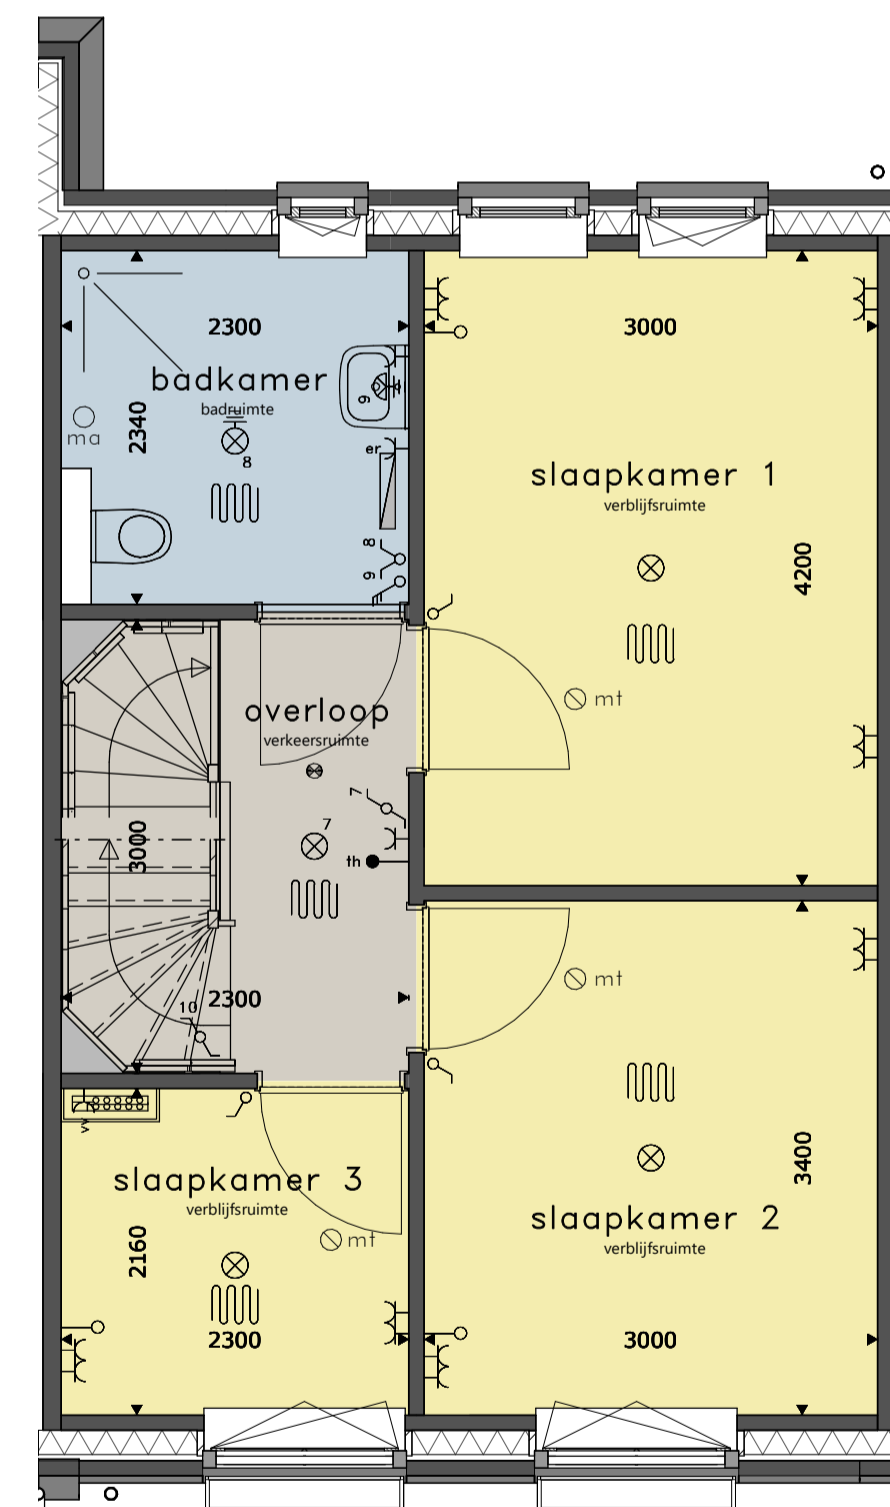 2300
3000
badkamer
badruimte
2340
9
ma
8
er
slaapkamer 1
verblijfsruimte
4200
8
9
mt
overloop
verkeersruimte
7
7
3000
th
mt
2300
10
3400
slaapkamer 3
verblijfsruimte
mt
2160
slaapkamer 2
verblijfsruimte
2300
3000